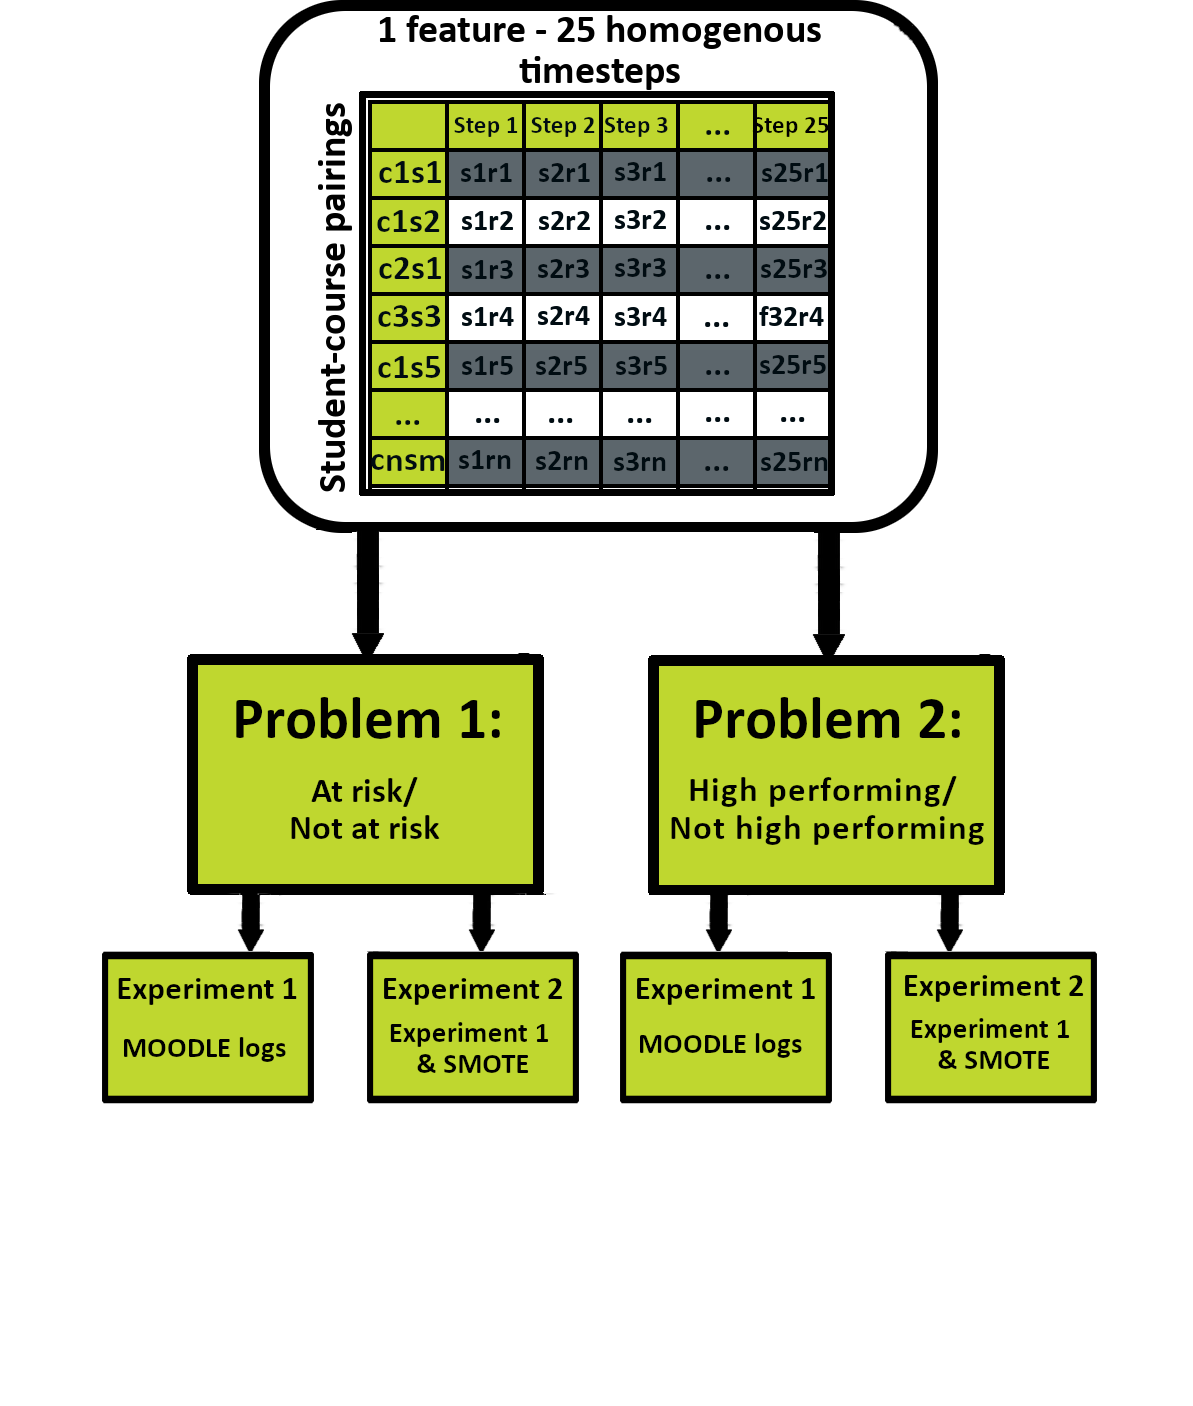 1 feature - 25 homogenous
timesteps
Student-course pairings
Step 1 Step 2 Step 3 ... Step 25
c1s1 s1r1 s2r1 s3r1 ... s25r1
c1s2 s1r2 s2r2 s3r2 ... s25r2
c2s1 s1r3 s2r3 s3r3 ... s25r3
c3s3 s1r4 s2r4 s3r4 ... f32r4
c1s5 s1r5 s2r5 s3r5 ... s25r5
... ... ... ... ... ...
cnsm s1rn s2rn s3rn ... s25rn
Problem 1:
At risk/
Not at risk
Problem 2:
High performing/
Not high performing
Experiment 1
MOODLE logs
Experiment 2
Experiment 1
& SMOTE
Experiment 1
MOODLE logs
Experiment 2
Experiment 1
& SMOTE